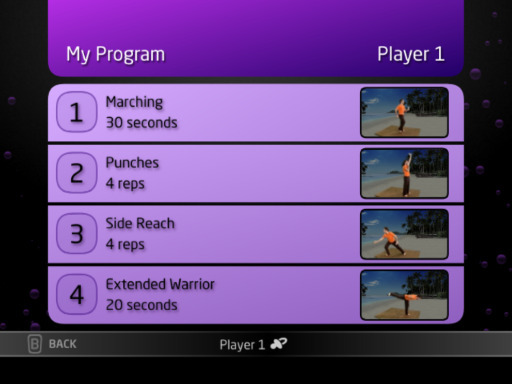 My Program
Player 1
1
Marching
30 seconds
2
Punches
4 reps
3
Side Reach
4 reps
4
Extended Warrior
20 seconds
B BACK
Player 1